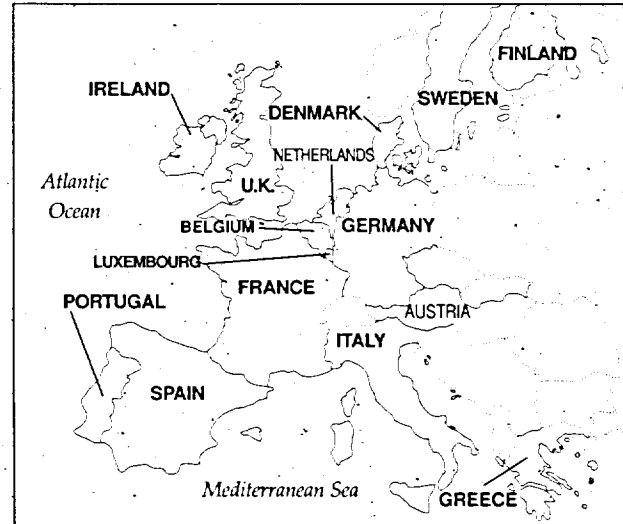 FINLAND
IRELAND
SWEDEN
DENMARK
NETHERLANDS
Atlantic
Ocean
U.K.
BELGIUM
GERMANY
LUXEMBOURG
FRANCE
PORTUGAL
AUSTRIA
ITALY
SPAIN
Mediterranean Sea
GREECE